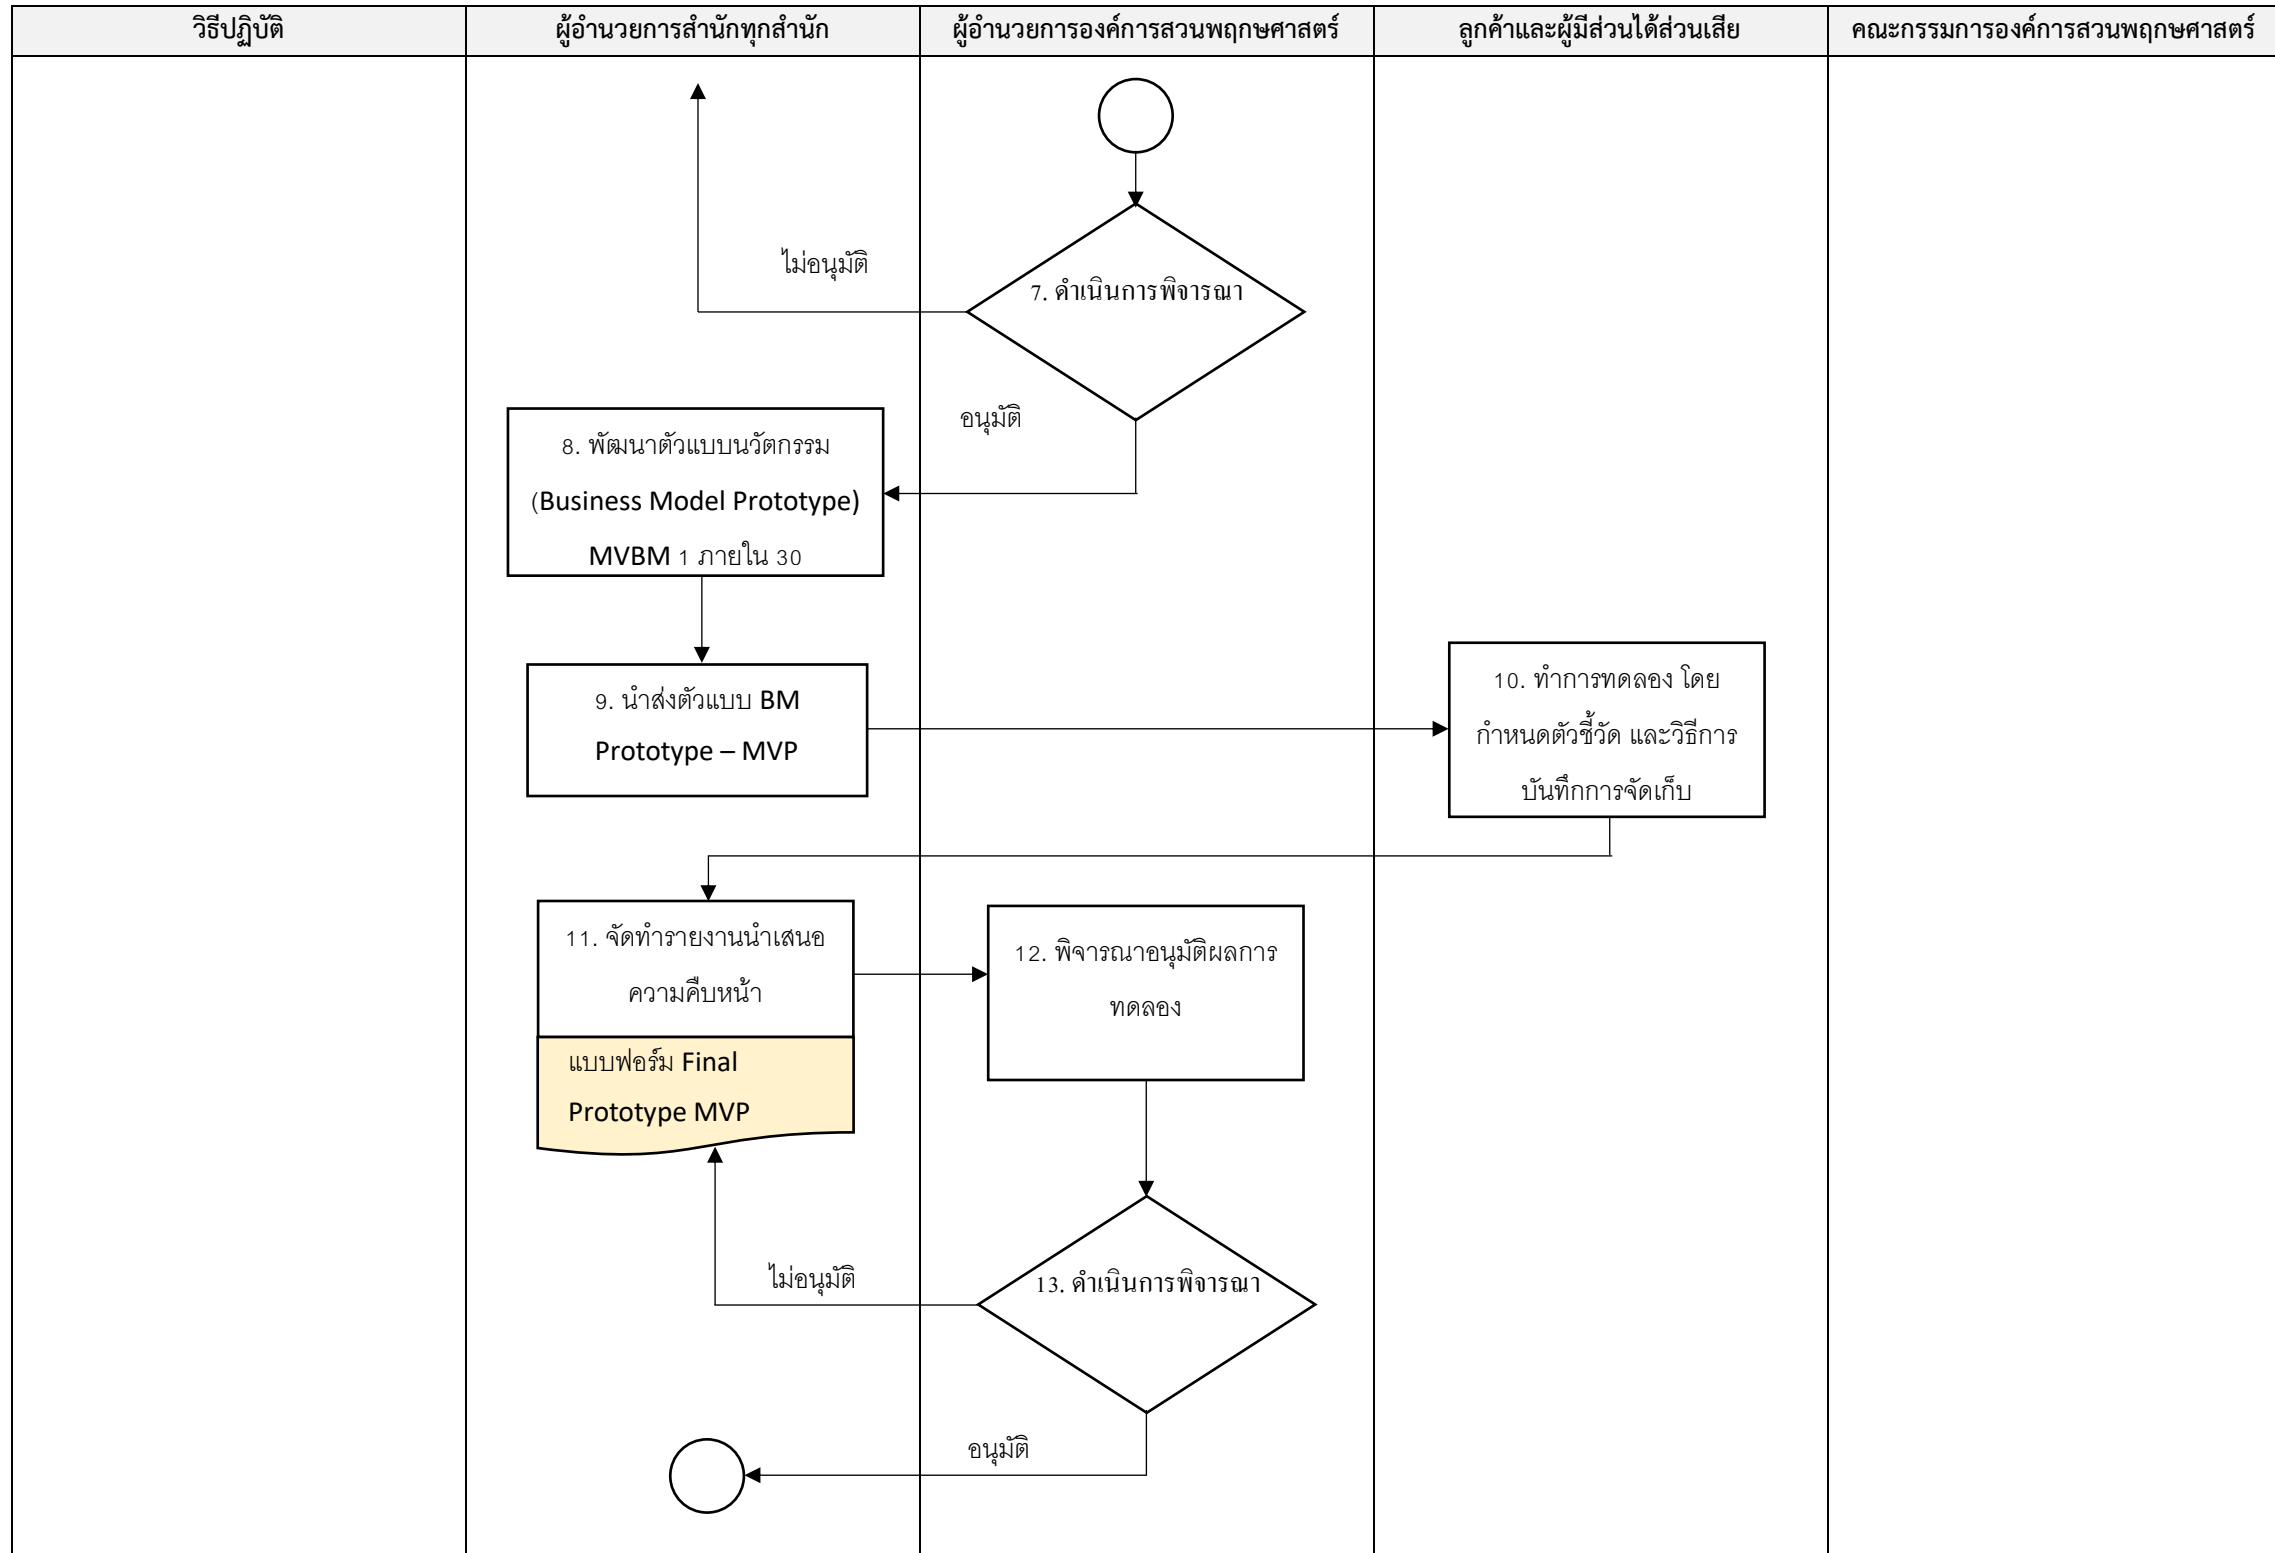 วิธีปฏิบัติ
ผู้อำนวยการสำนักทุกสำนัก
ผู้อำนวยการองค์การสวนพฤกษศาสตร์
ลูกค้าและผู้มีส่วนได้ส่วนเสีย
คณะกรรมการองค์การสวนพฤกษศาสตร์
ไม่อนุมัติ
7. ดำเนินการพิจารณา
อนุมัติ
8. พัฒนาตัวแบบนวัตกรรม
(Business Model Prototype)
MVBM 1 ภายใน 30
9. นำส่งตัวแบบ BM
Prototype – MVP
10. ทำการทดลอง โดย
กำหนดตัวชี้วัด และวิธีการ
บันทึกการจัดเก็บ
11. จัดทำรายงานนำเสนอ
ความคืบหน้า
แบบฟอร์ม Final
Prototype MVP
12. พิจารณาอนุมัติผลการ
ทดลอง
ไม่อนุมัติ
13. ดำเนินการพิจารณา
อนุมัติ